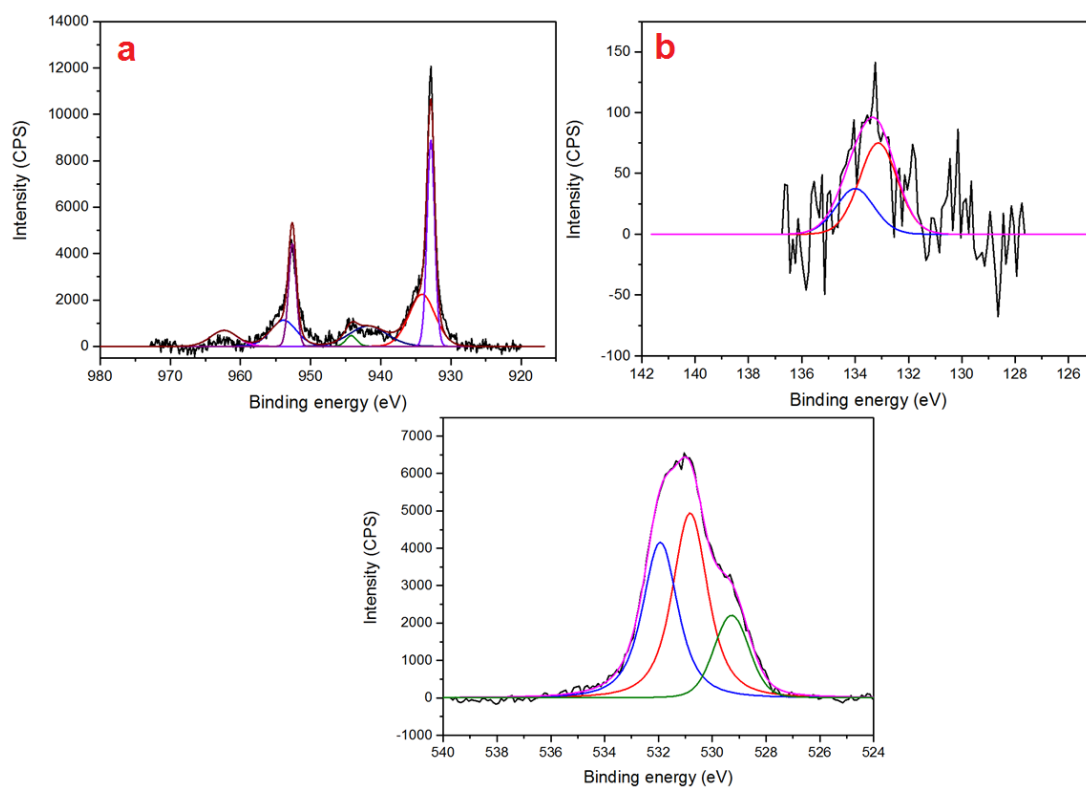 a
14000
12000
10000
8000
6000
4000
2000
0
Intensity (CPS)
980 970 960 950 940 930 920
Binding energy (eV)
b
150
100
50
0
-50
-100
Intensity (CPS)
142 140 138 136 134 132 130 128 126
Binding energy (eV)
7000
6000
5000
4000
3000
2000
1000
0
-1000
Intensity (CPS)
540 538 536 534 532 530 528 526 524
Binding energy (eV)